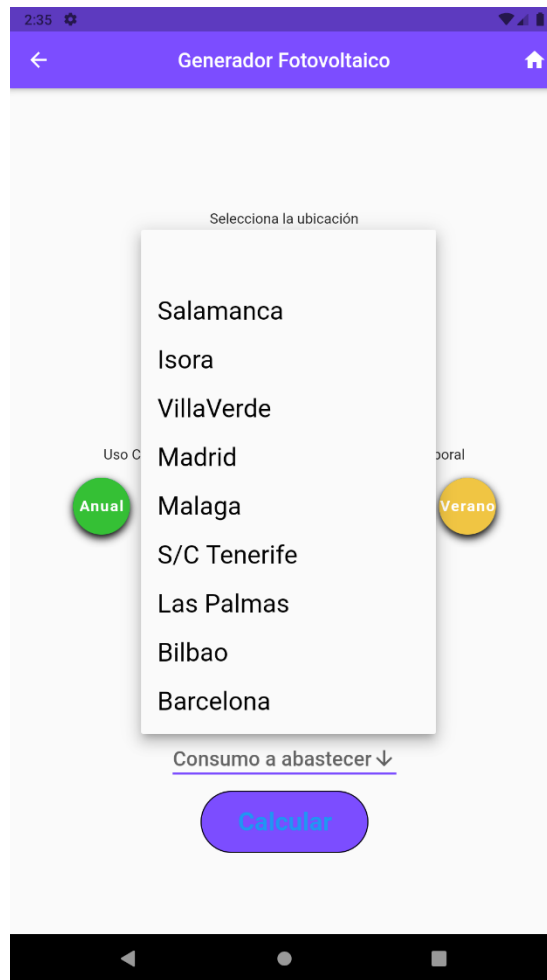 2:35
Generador Fotovoltaico
Selecciona la ubicación
Salamanca
Isora
VillaVerde
Uso
Madrid
Anual
Malaga
Verano
S/C Tenerife
Las Palmas
Bilbao
Barcelona
Consumo a abastecer
Calcular